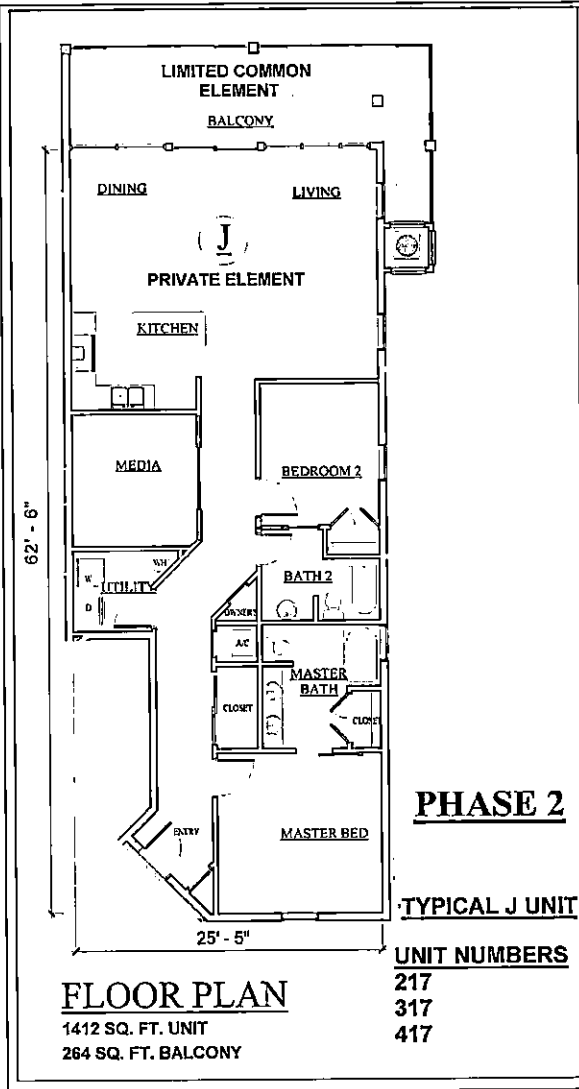 LIMITED COMMON
ELEMENT
BALCONY
DINING
LIVING
J
PRIVATE ELEMENT
KITCHEN
MEDIA
BEDROOM 2
62' - 6"
WH
W
UTILITY
D
BATH 2
OWNERS
A/C
MASTER
BATH
CLOSET
CLOSET
ENTRY
MASTER BED
25' - 5"
PHASE 2
TYPICAL J UNIT
UNIT NUMBERS
217
317
417
FLOOR PLAN
1412 SQ. FT. UNIT
264 SQ. FT. BALCONY